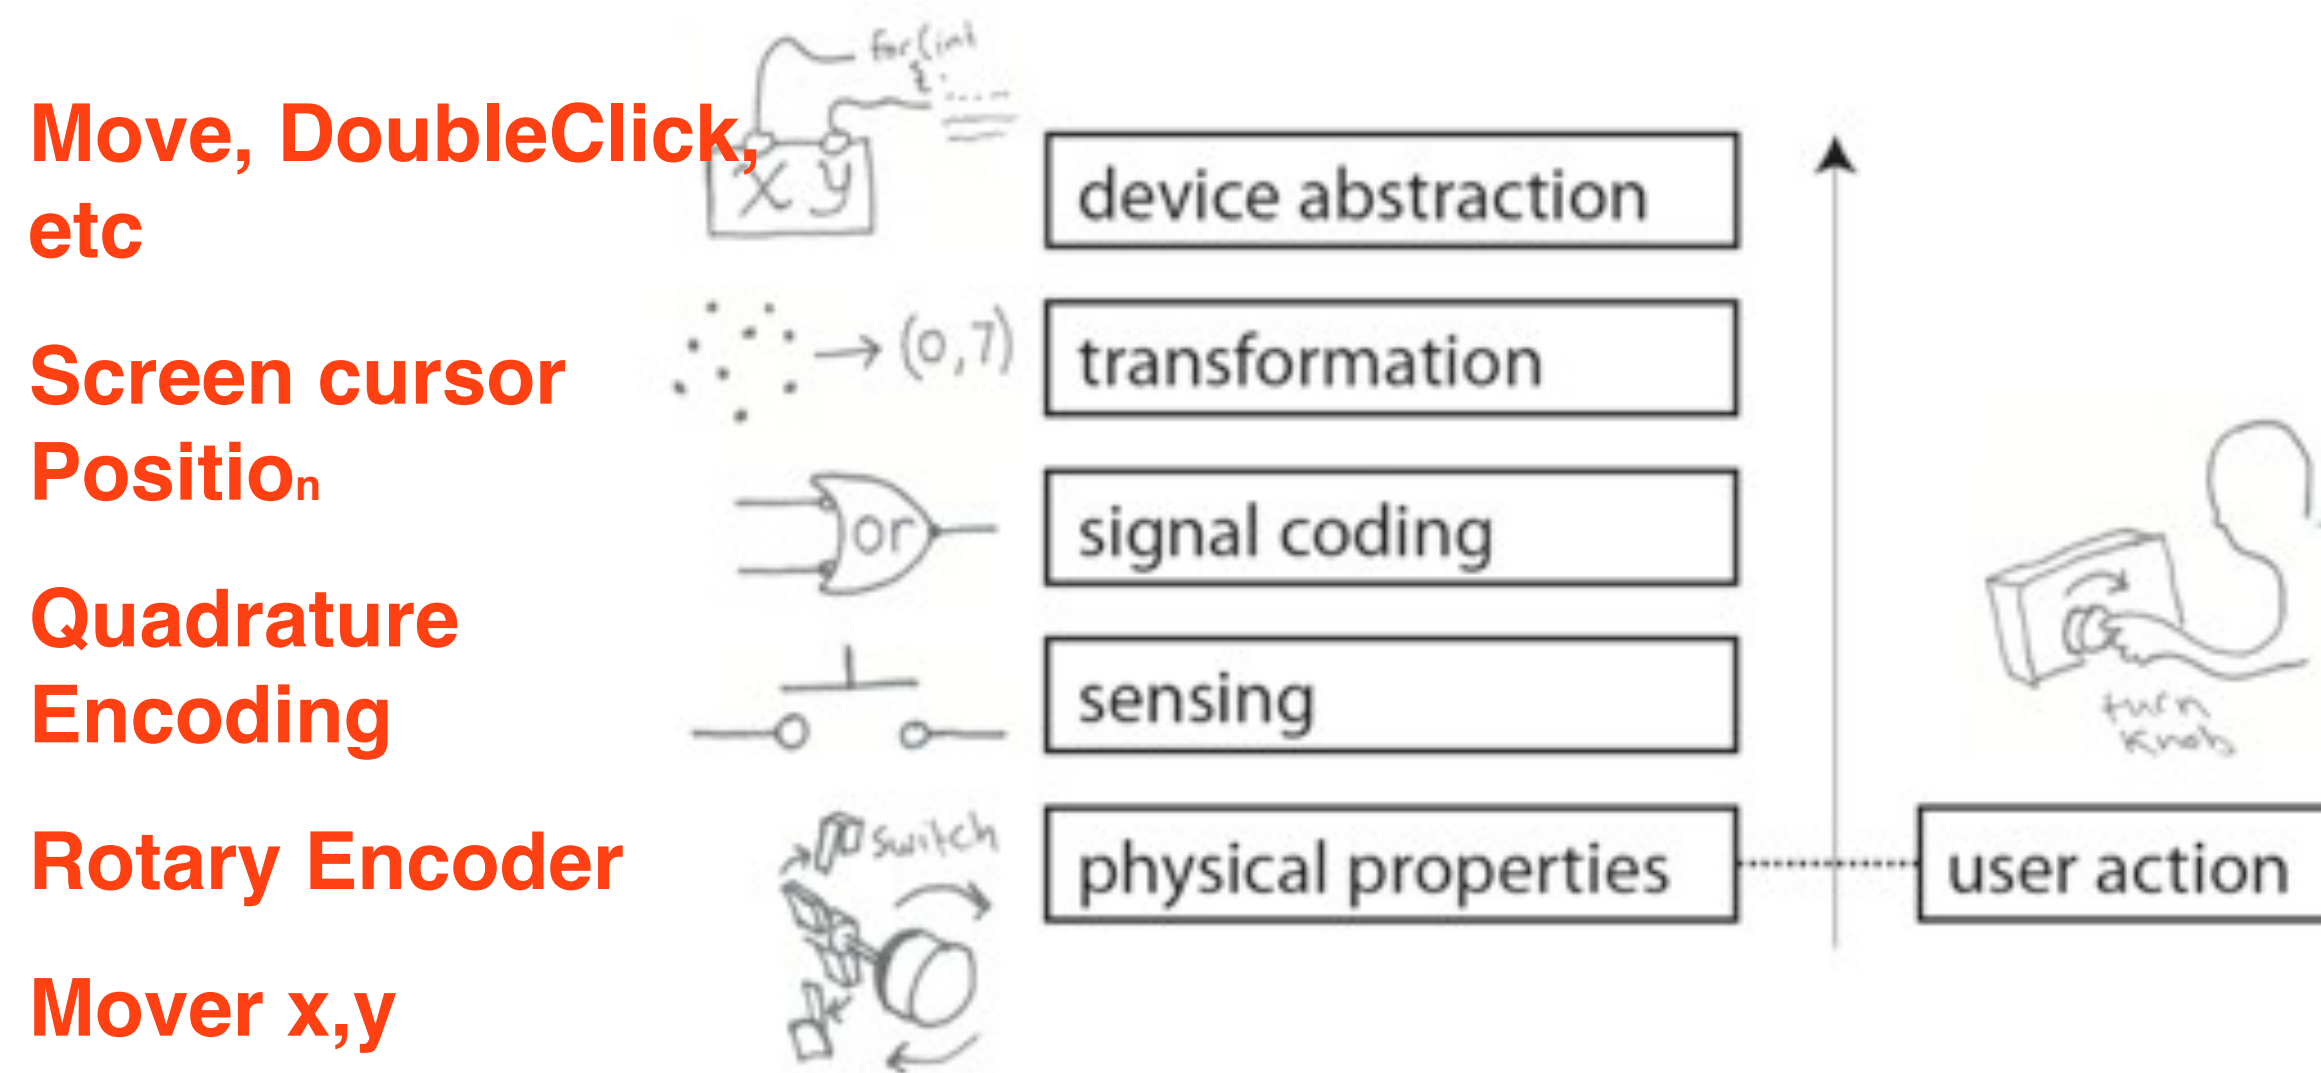 Move, DoubleClick,
etc
Screen cursor
Position
Quadrature
Encoding
Rotary Encoder
Mover x,y
for(int
{
x y
→ (0,7)
or
switch
device abstraction
transformation
signal coding
sensing
physical properties
turn
knob
user action